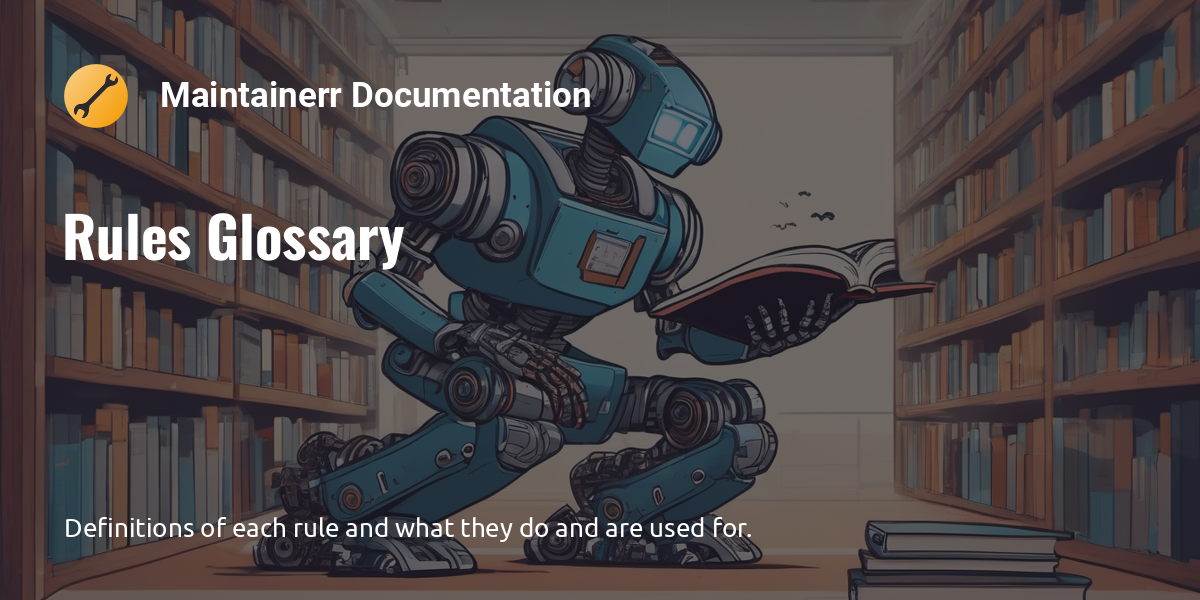 Maintainerr Documentation
Rules Glossary
Definitions of each rule and what they do and are used for.